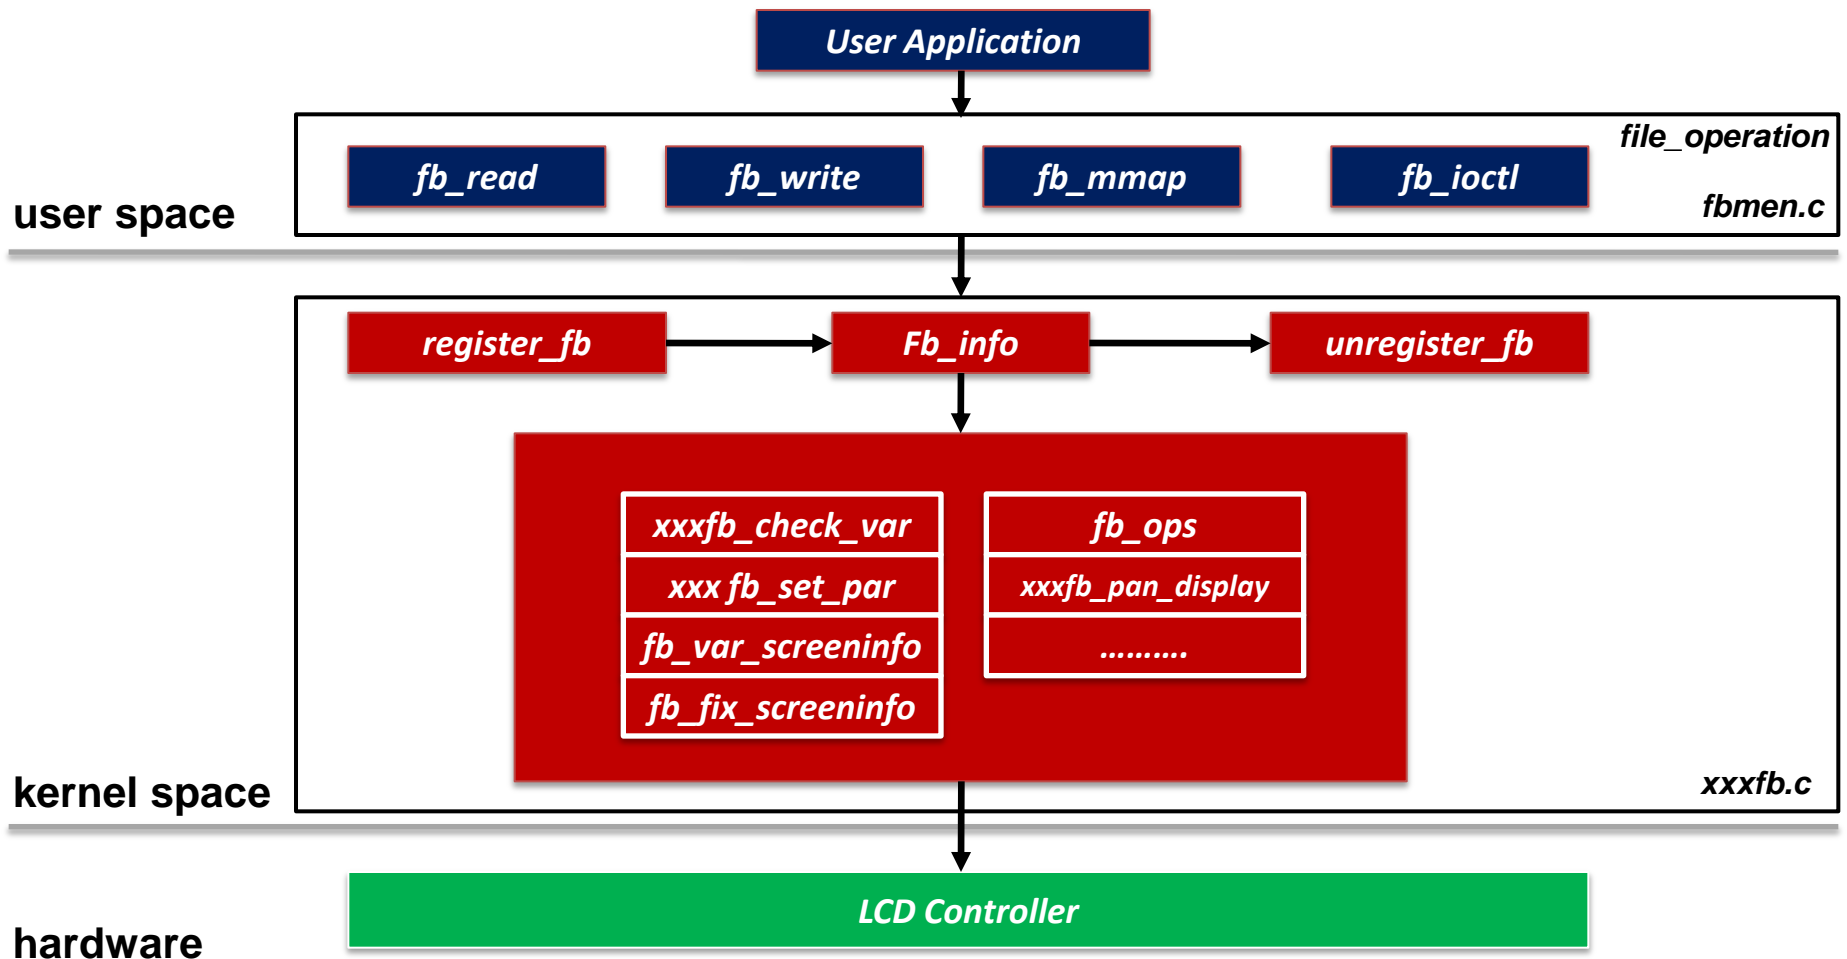 User Application
file_operation
fb_read
fb_write
fb_mmap
fb_ioctl
fbmen.c
user space
register_fb
Fb_info
unregister_fb
xxxfb_check_var
xxx fb_set_par
fb_var_screeninfo
fb_fix_screeninfo
fb_ops
xxxfb_pan_display
……….
xxxfb.c
kernel space
LCD Controller
hardware